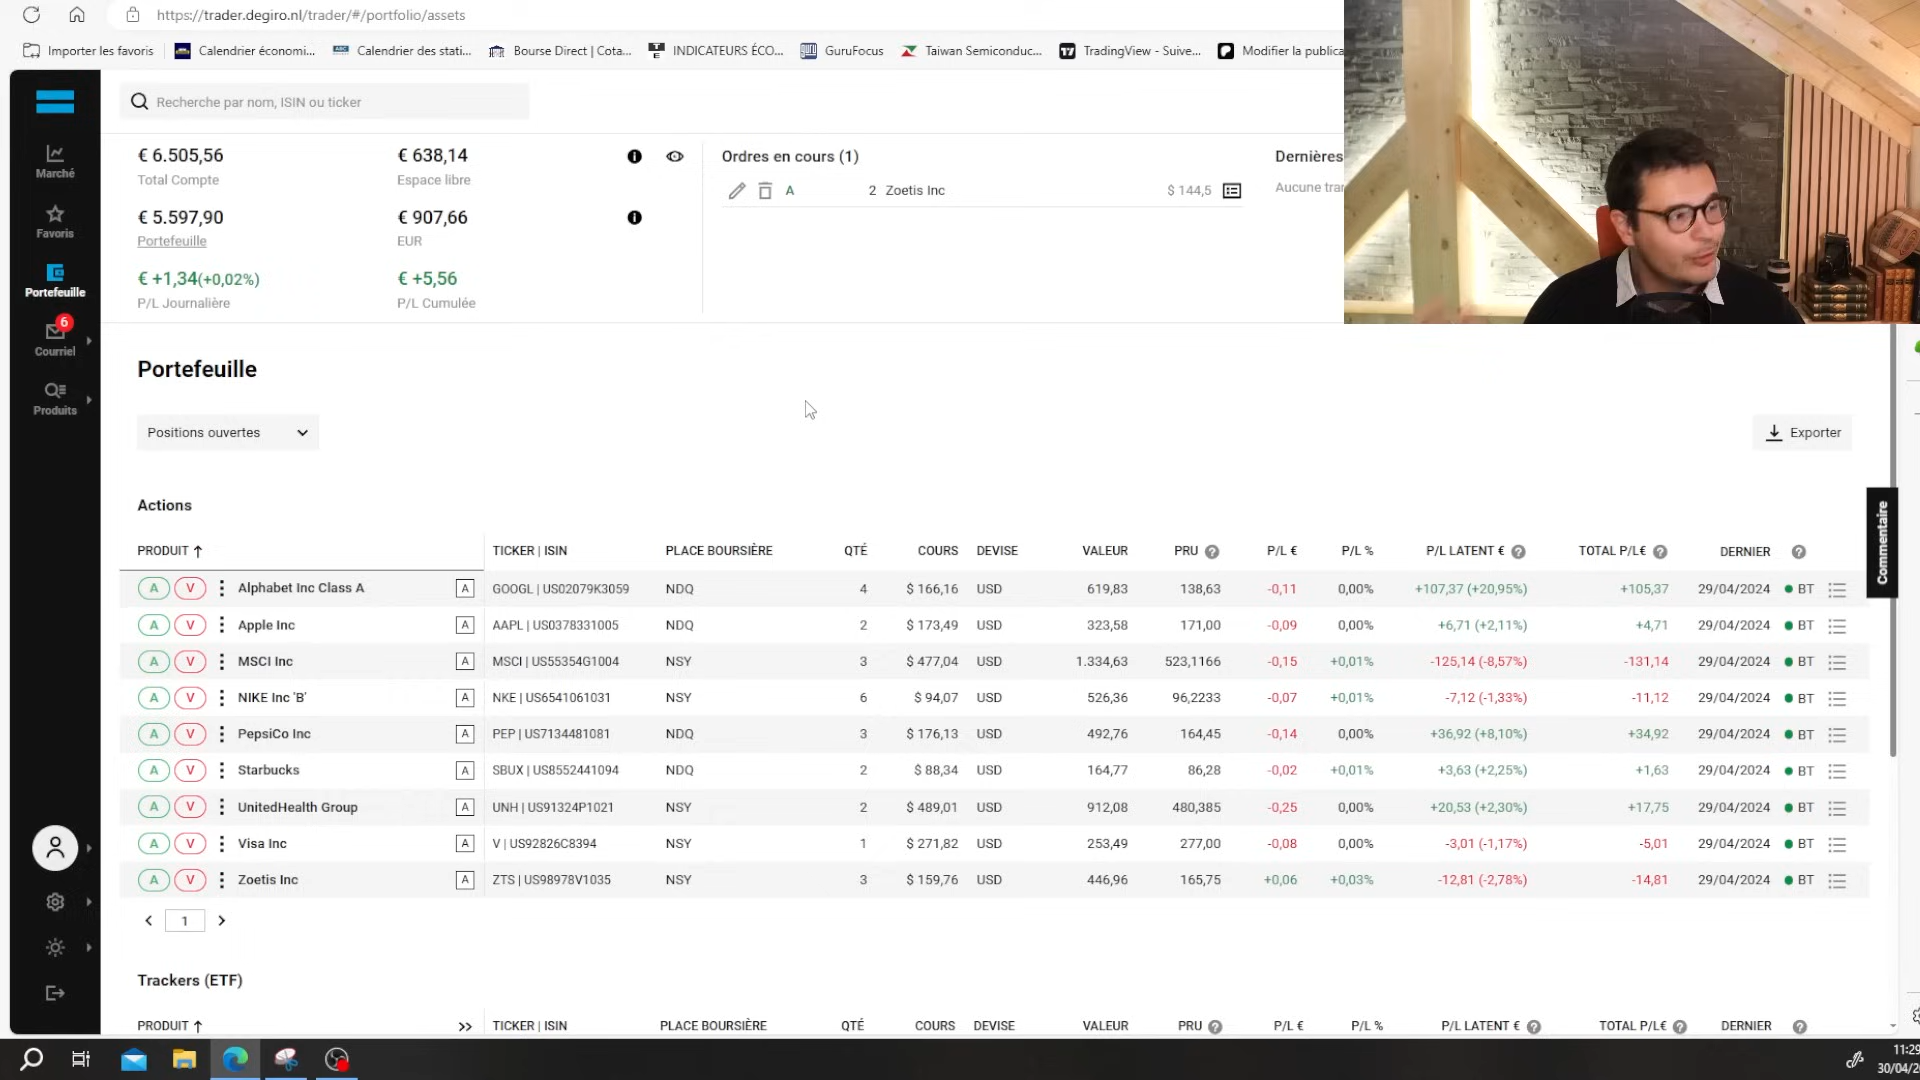 https://trader.degiro.nl/trader/#/portfolio/assets
Importer les favoris Calendrier économi... Calendrier des stati... Bourse Direct | Cota... INDICATEURS ÉCO... GuruFocus Taiwan Semiconduc... TradingView - Suive... Modifier la publica
Recherche par nom, ISIN ou ticker
€ 6.505,56 € 638,14
Total Compte Espace libre
€ 5.597,90 € 907,66
Portefeuille EUR
€ +1,34(+0,02%) € +5,56
P/L Journalière P/L Cumulée
Ordres en cours (1)
A 2 Zoetis Inc $ 144,5
Dernières
Aucune tra
Marché
Favoris
Portefeuille
6
Courriel
Produits
Portefeuille
Positions ouvertes Exporter
Commentaire
Actions
PRODUIT TICKER | ISIN PLACE BOURSIÈRE QTÉ COURS DEVISE VALEUR PRU P/L € P/L % P/L LATENT € TOTAL P/L€ DERNIER
A V Alphabet Inc Class A A GOOGL | US02079K3059 NDQ 4 $ 166,16 USD 619,83 138,63 -0,11 0,00% +107,37 (+20,95%) +105,37 29/04/2024 BT
A V Apple Inc A AAPL | US0378331005 NDQ 2 $ 173,49 USD 323,58 171,00 -0,09 0,00% +6,71 (+2,11%) +4,71 29/04/2024 BT
A V MSCI Inc A MSCI | US55354G1004 NSY 3 $ 477,04 USD 1.334,63 523,1166 -0,15 +0,01% -125,14 (-8,57%) -131,14 29/04/2024 BT
A V NIKE Inc 'B' A NKE | US6541061031 NSY 6 $ 94,07 USD 526,36 96,2233 -0,07 +0,01% -7,12 (-1,33%) -11,12 29/04/2024 BT
A V PepsiCo Inc A PEP | US7134481081 NDQ 3 $ 176,13 USD 492,76 164,45 -0,14 0,00% +36,92 (+8,10%) +34,92 29/04/2024 BT
A V Starbucks A SBUX | US8552441094 NDQ 2 $ 88,34 USD 164,77 86,28 -0,02 +0,01% +3,63 (+2,25%) +1,63 29/04/2024 BT
A V UnitedHealth Group A UNH | US91324P1021 NSY 2 $ 489,01 USD 912,08 480,385 -0,25 0,00% +20,53 (+2,30%) +17,75 29/04/2024 BT
A V Visa Inc A V | US92826C8394 NSY 1 $ 271,82 USD 253,49 277,00 -0,08 0,00% -3,01 (-1,17%) -5,01 29/04/2024 BT
A V Zoetis Inc A ZTS | US98978V1035 NSY 3 $ 159,76 USD 446,96 165,75 +0,06 +0,03% -12,81 (-2,78%) -14,81 29/04/2024 BT
1
Trackers (ETF)
PRODUIT TICKER | ISIN PLACE BOURSIÈRE QTÉ COURS DEVISE VALEUR PRU P/L € P/L % P/L LATENT € TOTAL P/L€ DERNIER
11:29
30/04/20